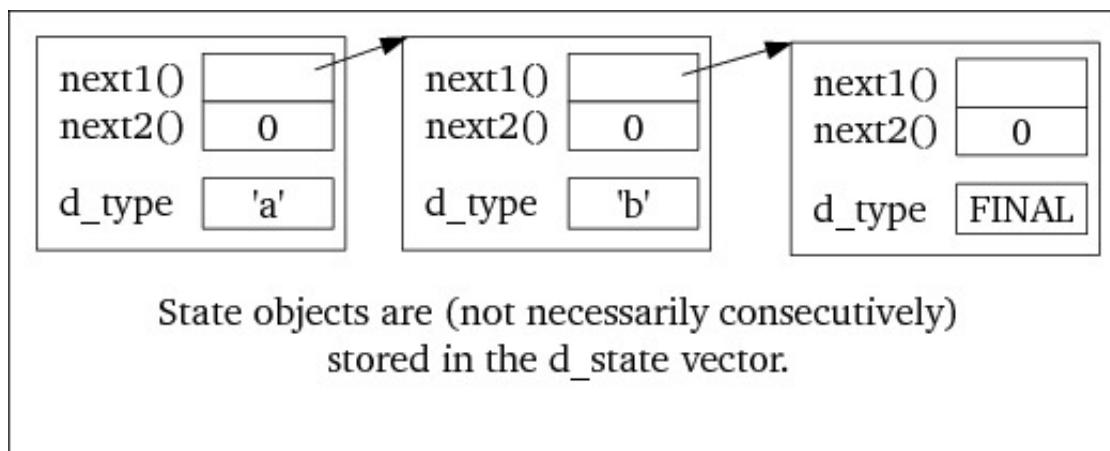 next1()
next2() 0
d_type 'a'
next1()
next2() 0
d_type 'b'
next1()
next2() 0
d_type FINAL
State objects are (not necessarily consecutively)
stored in the d_state vector.